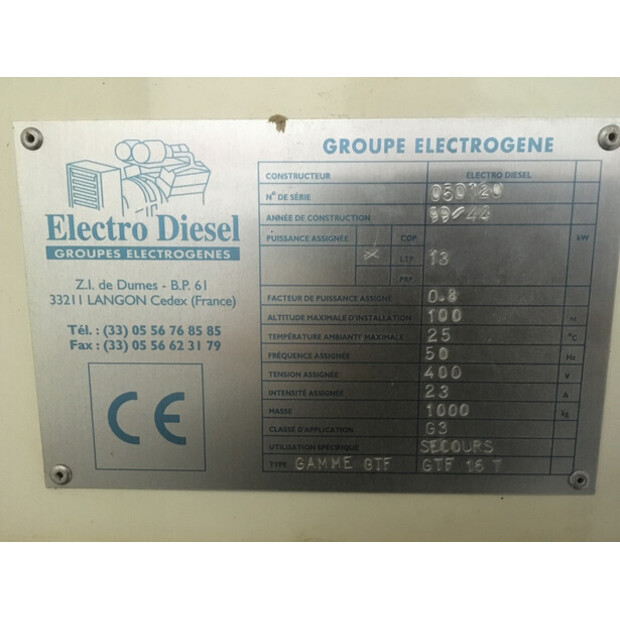 Electro Diesel
GROUPES ELECTROGENES
Z.I. de Dumes - B.P. 61
33211 LANGON Cedex (France)
Tél. : (33) 05 56 76 85 85
Fax : (33) 05 56 62 31 79
CE
GROUPE ELECTROGENE
CONSTRUCTEUR ELECTRO DIESEL
N° DE SÉRIE 050120
ANNÉE DE CONSTRUCTION 99/44
PUISSANCE ASSIGNÉE COP kW
X LTP 13
PRP
FACTEUR DE PUISSANCE ASSIGNÉ 0.8
ALTITUDE MAXIMALE D'INSTALLATION 100 m
TEMPÉRATURE AMBIANTE MAXIMALE 25 °C
FRÉQUENCE ASSIGNÉE 50 Hz
TENSION ASSIGNÉE 400 V
INTENSITÉ ASSIGNÉE 23 A
MASSE 1000 kg
CLASSE D'APPLICATION G3
UTILISATION SPÉCIFIQUE SECOURS
TYPE GAMME GTF GTF 16 T